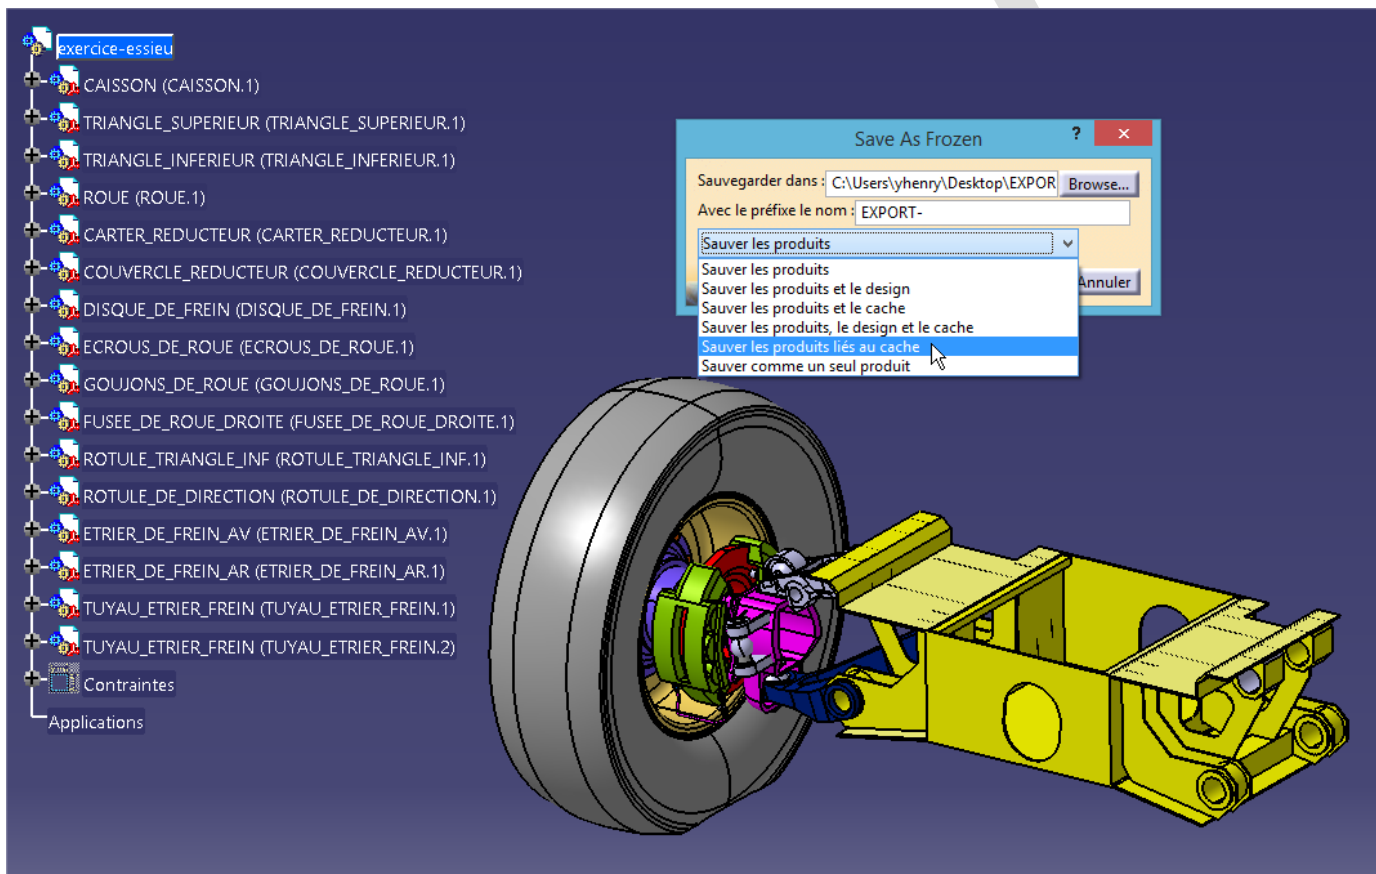 exercice-essieu
CAISSON (CAISSON.1)
TRIANGLE_SUPERIEUR (TRIANGLE_SUPERIEUR.1)
TRIANGLE_INFERIEUR (TRIANGLE_INFERIEUR.1)
ROUE (ROUE.1)
CARTER_REDUCTEUR (CARTER_REDUCTEUR.1)
COUVERCLE_REDUCTEUR (COUVERCLE_REDUCTEUR.1)
DISQUE_DE_FREIN (DISQUE_DE_FREIN.1)
ECROUS_DE_ROUE (ECROUS_DE_ROUE.1)
GOUJONS_DE_ROUE (GOUJONS_DE_ROUE.1)
FUSEE_DE_ROUE_DROITE (FUSEE_DE_ROUE_DROITE.1)
ROTULE_TRIANGLE_INF (ROTULE_TRIANGLE_INF.1)
ROTULE_DE_DIRECTION (ROTULE_DE_DIRECTION.1)
ETRIER_DE_FREIN_AV (ETRIER_DE_FREIN_AV.1)
ETRIER_DE_FREIN_AR (ETRIER_DE_FREIN_AR.1)
TUYAU_ETRIER_FREIN (TUYAU_ETRIER_FREIN.1)
TUYAU_ETRIER_FREIN (TUYAU_ETRIER_FREIN.2)
Contraintes
Applications
Save As Frozen ? ×
Sauvegarder dans : C:\Users\yhenry\Desktop\EXPOR Browse...
Avec le préfixe le nom : EXPORT-
Sauver les produits
Sauver les produits
Sauver les produits et le design
Annuler
Sauver les produits et le cache
Sauver les produits, le design et le cache
Sauver les produits liés au cache
Sauver comme un seul produit